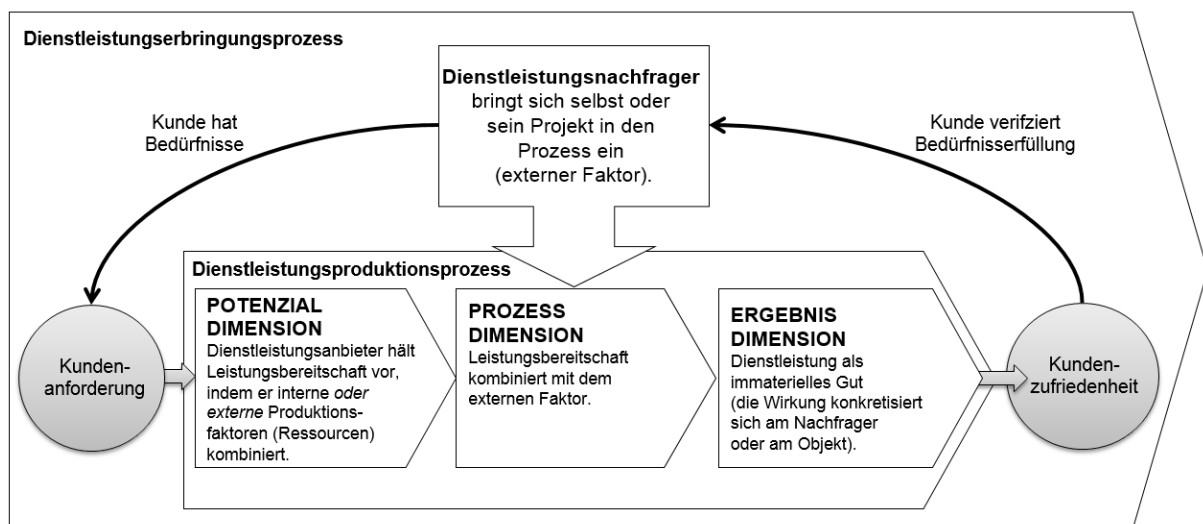 Dienstleistungserbringungsprozess
Dienstleistungsnachfrager
bringt sich selbst oder
sein Projekt in den
Prozess ein
(externer Faktor).
Kunde hat
Bedürfnisse
Kunde verifziert
Bedürfnisserfüllung
Dienstleistungsproduktionsprozess
Kunden-
anforderung
POTENZIAL
DIMENSION
Dienstleistungsanbieter hält
Leistungsbereitschaft vor,
indem er interne oder
externe Produktions-
faktoren (Ressourcen)
kombiniert.
PROZESS
DIMENSION
Leistungsbereitschaft
kombiniert mit dem
externen Faktor.
ERGEBNIS
DIMENSION
Dienstleistung als
immaterielles Gut
(die Wirkung konkretisiert
sich am Nachfrager
oder am Objekt).
Kunden-
zufriedenheit